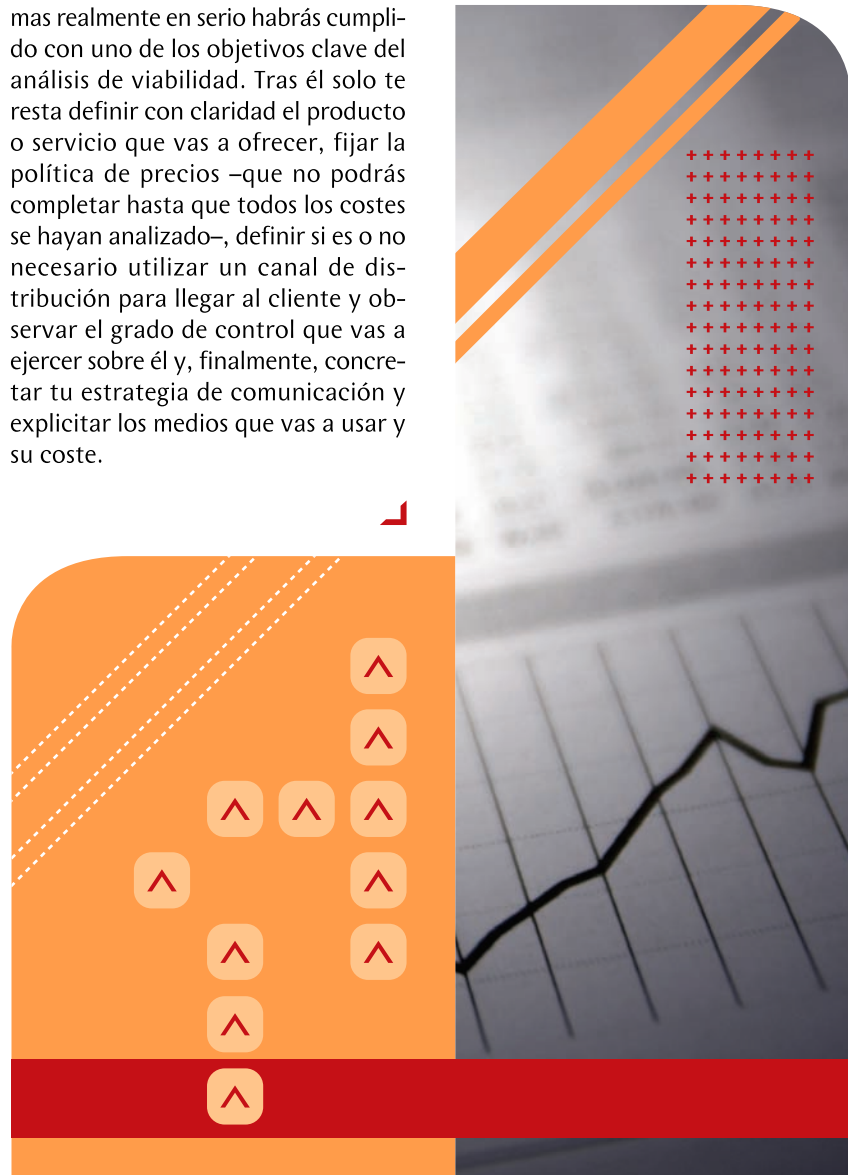 mas realmente en serio habrás cumpli-
do con uno de los objetivos clave del
análisis de viabilidad. Tras él solo te
resta definir con claridad el producto
o servicio que vas a ofrecer, fijar la
política de precios –que no podrás
completar hasta que todos los costes
se hayan analizado–, definir si es o no
necesario utilizar un canal de dis-
tribución para llegar al cliente y ob-
servar el grado de control que vas a
ejercer sobre él y, finalmente, concre-
tar tu estrategia de comunicación y
explicitar los medios que vas a usar y
su coste.